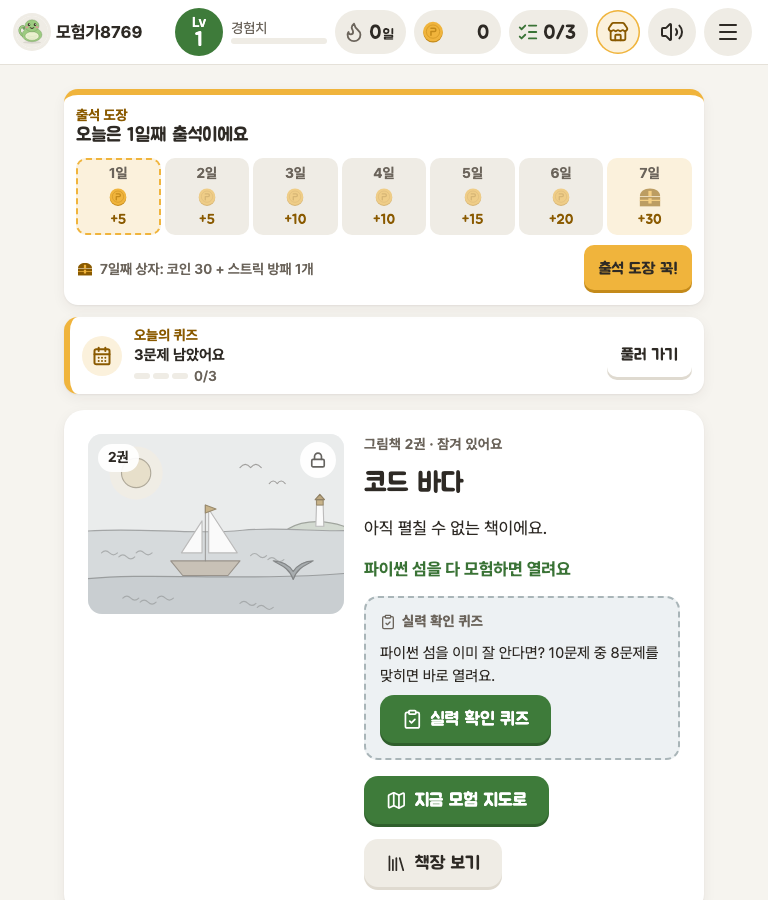 모험가8769
Lv
1
경험치
0일
0
0/3
출석 도장
오늘은 1일째 출석이에요
1일
2일
3일
4일
5일
6일
7일
+5
+5
+10
+10
+15
+20
+30
7일째 상자: 코인 30 + 스트릭 방패 1개
출석 도장 꾹!
오늘의 퀴즈
3문제 남았어요
0/3
풀러 가기
2권
그림책 2권 · 잠겨 있어요
코드 바다
아직 펼칠 수 없는 책이에요.
파이썬 섬을 다 모험하면 열려요
실력 확인 퀴즈
파이썬 섬을 이미 잘 안다면? 10문제 중 8문제를
맞히면 바로 열려요.
실력 확인 퀴즈
지금 모험 지도로
책장 보기